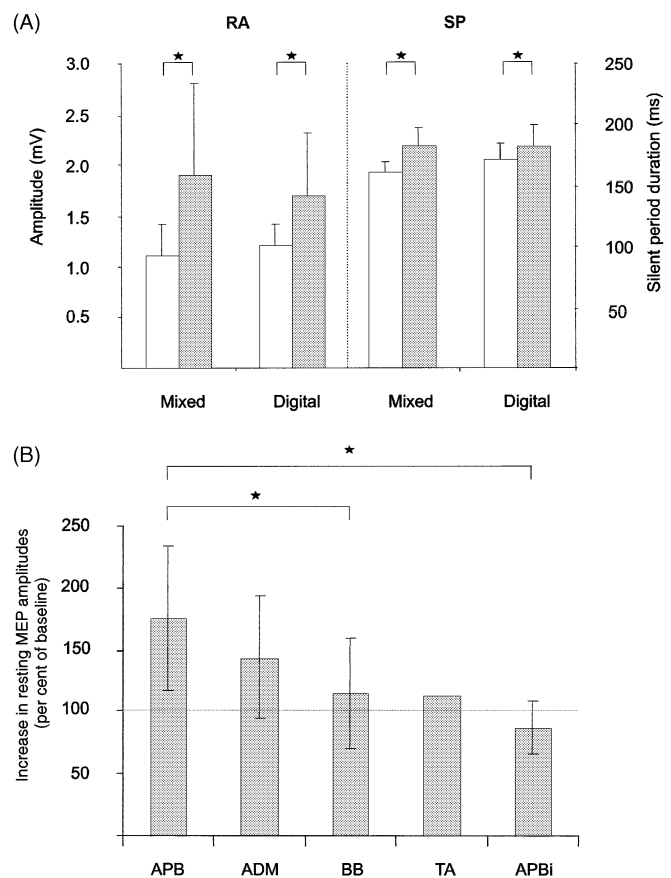 (A)
RA SP
★ ★ ★ ★
3.0 250
2.5 200
2.0 150
1.5 100
1.0 50
0.5
Amplitude (mV)
Silent period duration (ms)
Mixed Digital Mixed Digital
(B)
★
★
250
200
150
100
50
Increase in resting MEP amplitudes
(per cent of baseline)
APB ADM BB TA APBi